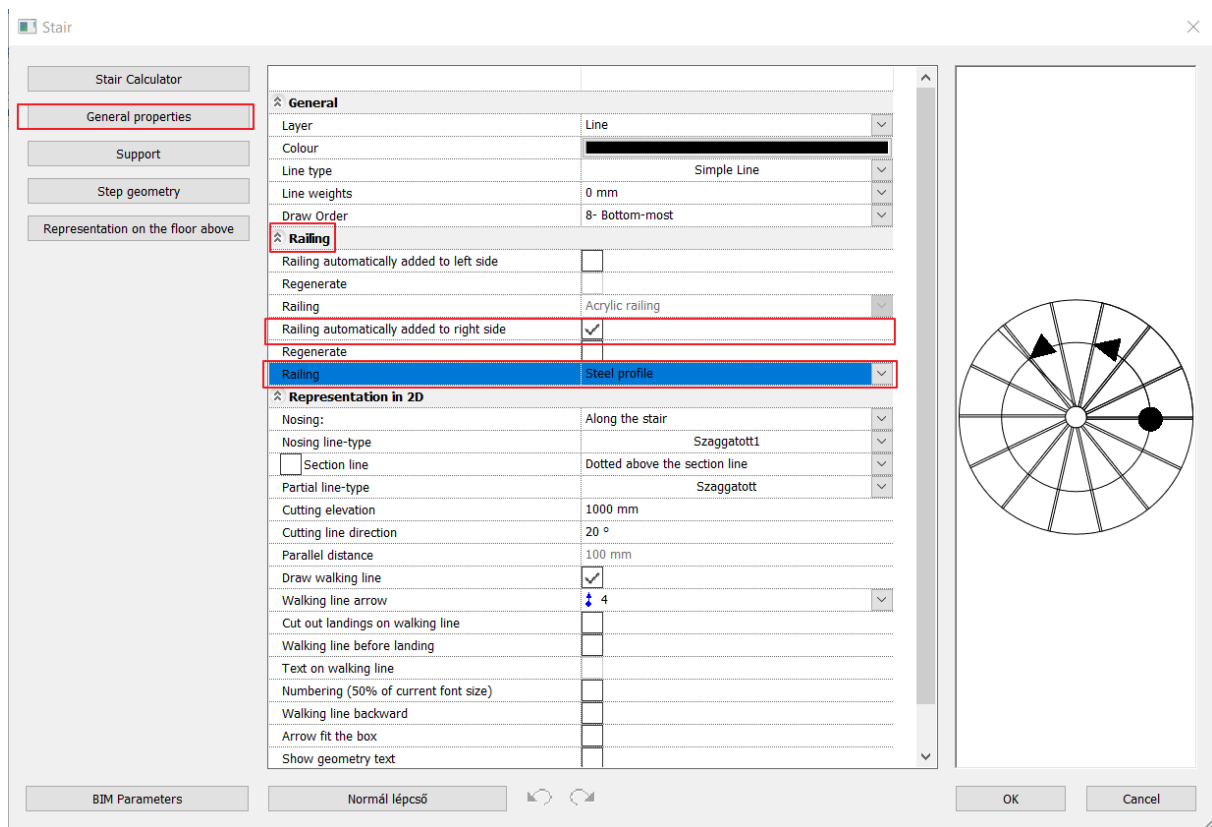 Stair
Stair Calculator
General properties
Support
Step geometry
Representation on the floor above
General
Layer Line
Colour
Line type Simple Line
Line weights 0 mm
Draw Order 8- Bottom-most
Railing
Railing automatically added to left side
Regenerate
Railing Acrylic railing
Railing automatically added to right side
Regenerate
Railing Steel profile
Representation in 2D
Nosing: Along the stair
Nosing line-type Szaggatott1
Section line Dotted above the section line
Partial line-type Szaggatott
Cutting elevation 1000 mm
Cutting line direction 20 °
Parallel distance 100 mm
Draw walking line
Walking line arrow 4
Cut out landings on walking line
Walking line before landing
Text on walking line
Numbering (50% of current font size)
Walking line backward
Arrow fit the box
Show geometry text
BIM Parameters Normál lépcső OK Cancel